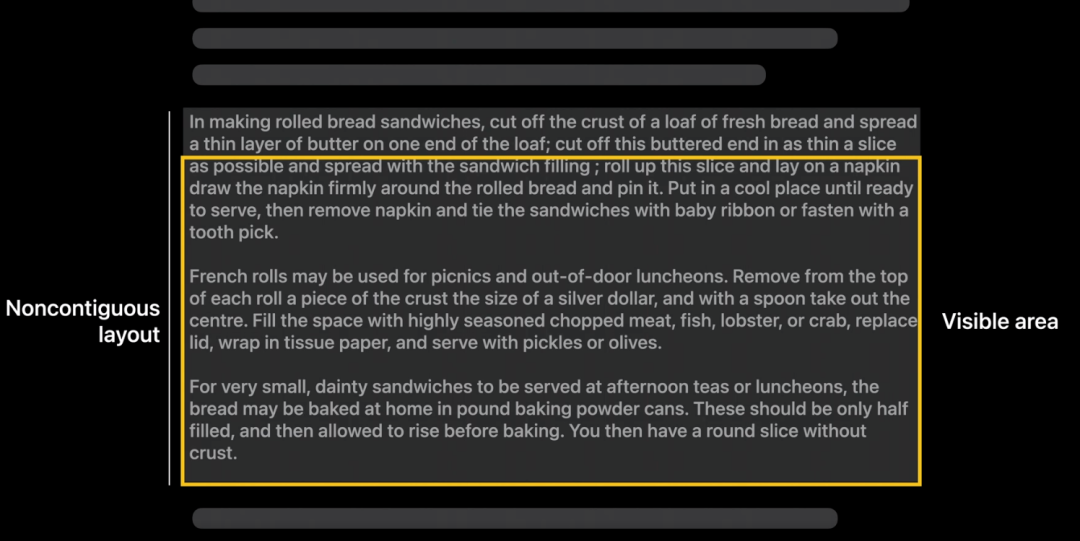 In making rolled bread sandwiches, cut off the crust of a loaf of fresh bread and spread
a thin layer of butter on one end of the loaf; cut off this buttered end in as thin a slice
as possible and spread with the sandwich filling ; roll up this slice and lay on a napkin
draw the napkin firmly around the rolled bread and pin it. Put in a cool place until ready
to serve, then remove napkin and tie the sandwiches with baby ribbon or fasten with a
tooth pick.
French rolls may be used for picnics and out-of-door luncheons. Remove from the top
of each roll a piece of the crust the size of a silver dollar, and with a spoon take out the
centre. Fill the space with highly seasoned chopped meat, fish, lobster, or crab, replace
lid, wrap in tissue paper, and serve with pickles or olives.
For very small, dainty sandwiches to be served at afternoon teas or luncheons, the
bread may be baked at home in pound baking powder cans. These should be only half
filled, and then allowed to rise before baking. You then have a round slice without
crust.
Noncontiguous
layout
Visible area